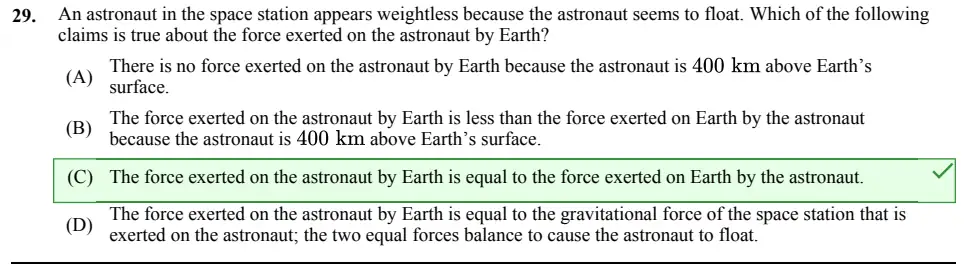 29. An astronaut in the space station appears weightless because the astronaut seems to float. Which of the following
claims is true about the force exerted on the astronaut by Earth?
(A) There is no force exerted on the astronaut by Earth because the astronaut is 400 km above Earth's
surface.
(B) The force exerted on the astronaut by Earth is less than the force exerted on Earth by the astronaut
because the astronaut is 400 km above Earth's surface.
(C) The force exerted on the astronaut by Earth is equal to the force exerted on Earth by the astronaut.
(D) The force exerted on the astronaut by Earth is equal to the gravitational force of the space station that is
exerted on the astronaut; the two equal forces balance to cause the astronaut to float.